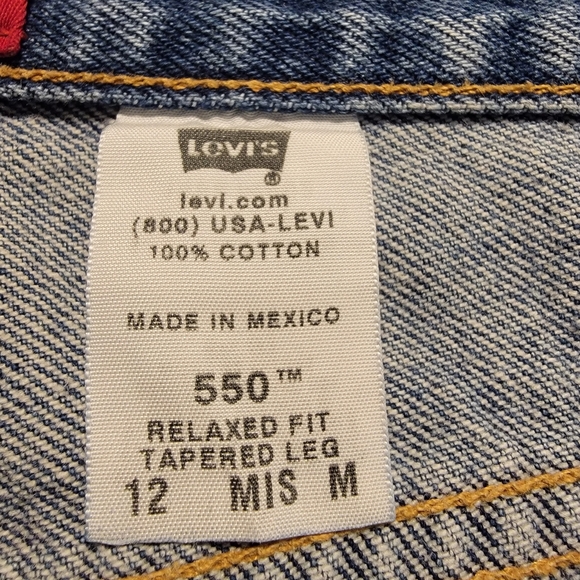 LEVI'S
®
levi.com
(800) USA-LEVI
100% COTTON
MADE IN MEXICO
550™
RELAXED FIT
TAPERED LEG
12 MIS M